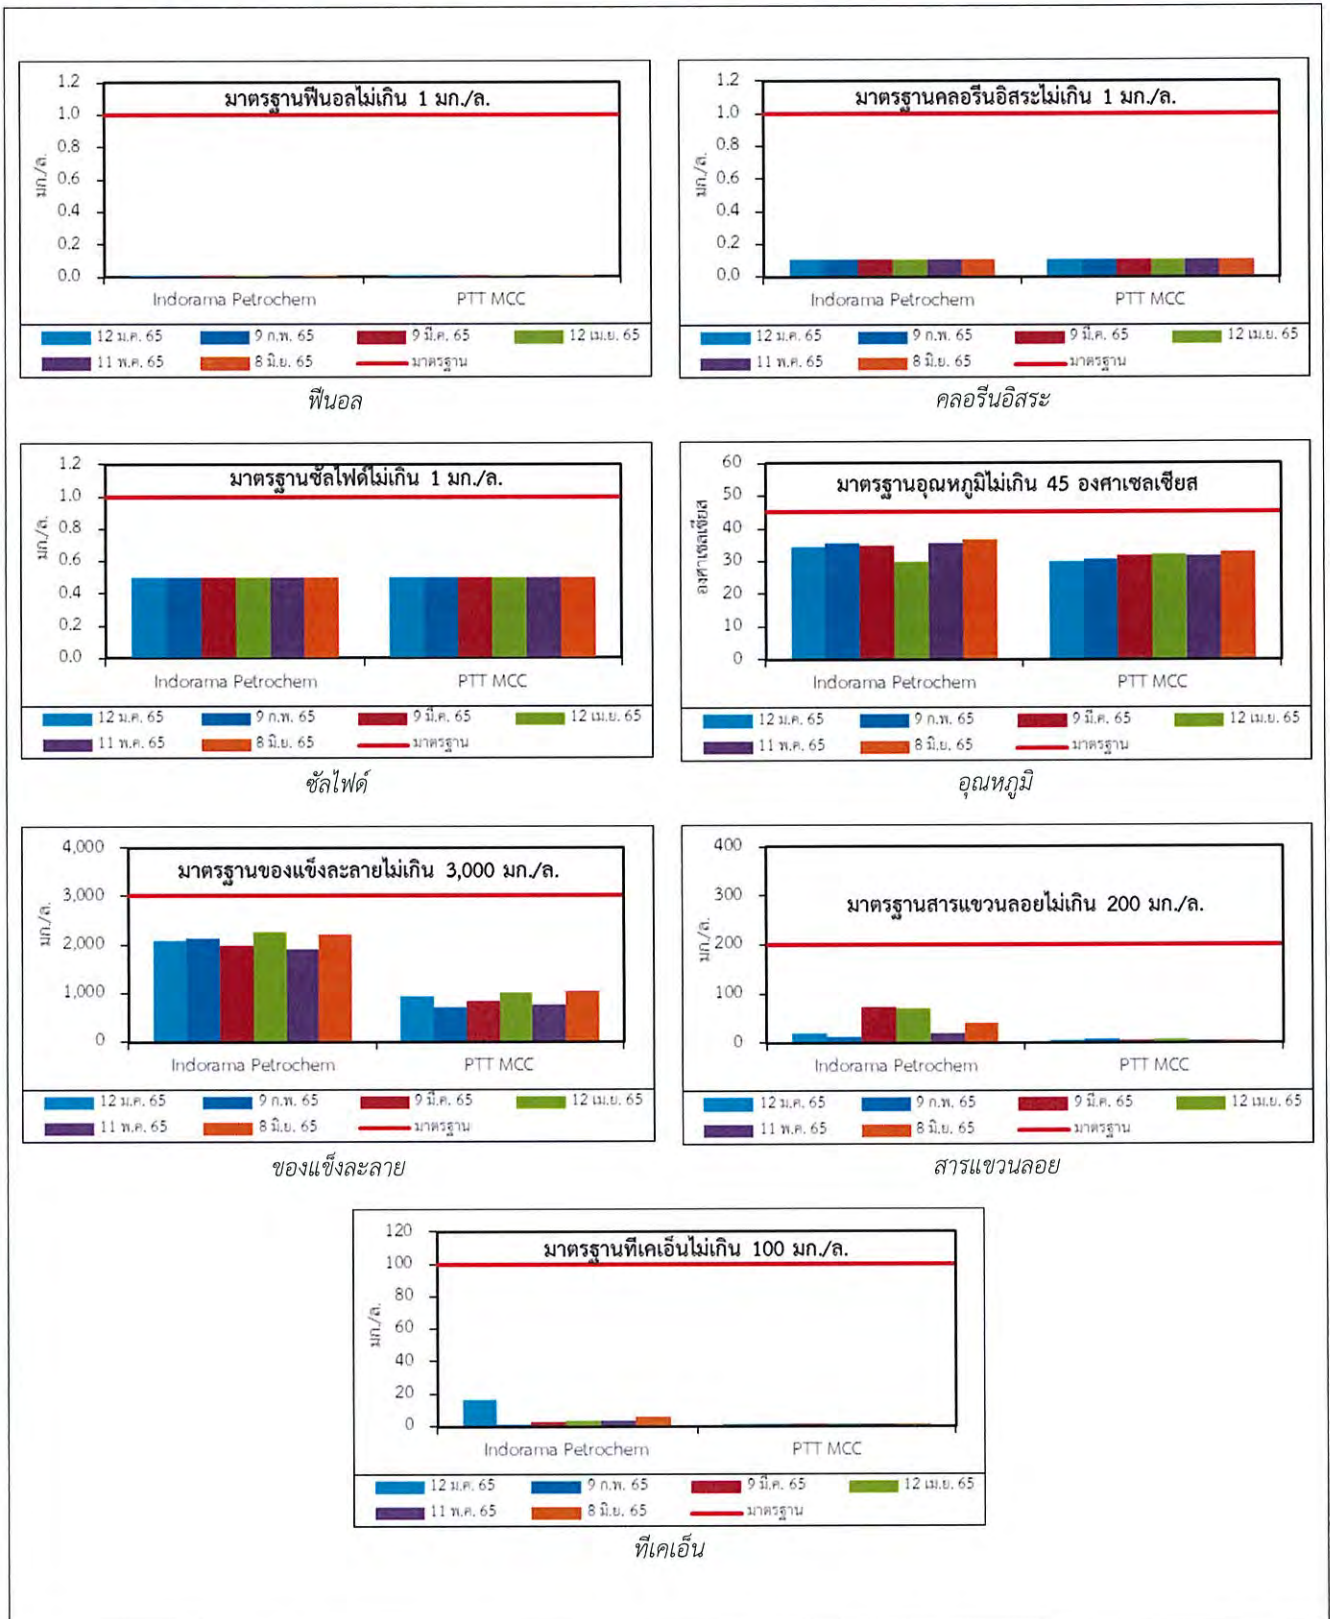 มาตรฐานฟีนอลไม่เกิน 1 มก./ล.
1.2
1.0
0.8
0.6
0.4
0.2
0.0
มก./ล.
Indorama Petrochem PTT MCC
12 ม.ค. 65 9 ก.พ. 65 9 มี.ค. 65 12 เม.ย. 65
11 พ.ค. 65 8 มิ.ย. 65 มาตรฐาน
ฟีนอล
มาตรฐานคลอรีนอิสระไม่เกิน 1 มก./ล.
1.2
1.0
0.8
0.6
0.4
0.2
0.0
มก./ล.
Indorama Petrochem PTT MCC
12 ม.ค. 65 9 ก.พ. 65 9 มี.ค. 65 12 เม.ย. 65
11 พ.ค. 65 8 มิ.ย. 65 มาตรฐาน
คลอรีนอิสระ
มาตรฐานซัลไฟด์ไม่เกิน 1 มก./ล.
1.2
1.0
0.8
0.6
0.4
0.2
0.0
มก./ล.
Indorama Petrochem PTT MCC
12 ม.ค. 65 9 ก.พ. 65 9 มี.ค. 65 12 เม.ย. 65
11 พ.ค. 65 8 มิ.ย. 65 มาตรฐาน
ซัลไฟด์
มาตรฐานอุณหภูมิไม่เกิน 45 องศาเซลเซียส
60
50
40
30
20
10
0
องศาเซลเซียส
Indorama Petrochem PTT MCC
12 ม.ค. 65 9 ก.พ. 65 9 มี.ค. 65 12 เม.ย. 65
11 พ.ค. 65 8 มิ.ย. 65 มาตรฐาน
อุณหภูมิ
มาตรฐานของแข็งละลายไม่เกิน 3,000 มก./ล.
4,000
3,000
2,000
1,000
0
มก./ล.
Indorama Petrochem PTT MCC
12 ม.ค. 65 9 ก.พ. 65 9 มี.ค. 65 12 เม.ย. 65
11 พ.ค. 65 8 มิ.ย. 65 มาตรฐาน
ของแข็งละลาย
มาตรฐานสารแขวนลอยไม่เกิน 200 มก./ล.
400
300
200
100
0
มก./ล.
Indorama Petrochem PTT MCC
12 ม.ค. 65 9 ก.พ. 65 9 มี.ค. 65 12 เม.ย. 65
11 พ.ค. 65 8 มิ.ย. 65 มาตรฐาน
สารแขวนลอย
มาตรฐานทีเคเอ็นไม่เกิน 100 มก./ล.
120
100
80
60
40
20
0
มก./ล.
Indorama Petrochem PTT MCC
12 ม.ค. 65 9 ก.พ. 65 9 มี.ค. 65 12 เม.ย. 65
11 พ.ค. 65 8 มิ.ย. 65 มาตรฐาน
ทีเคเอ็น